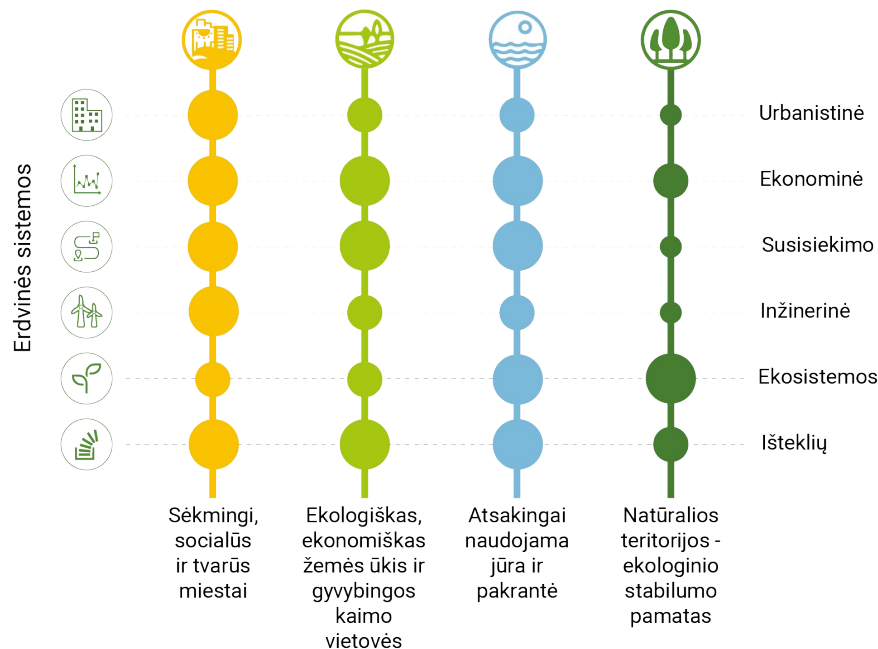 Erdvinės sistemos
Urbanistinė
Ekonominė
Susisiekimo
Inžinerinė
Ekosistemos
Išteklių
Sėkmingi,
socialūs
ir tvarūs
miestai
Ekologiškas,
ekonomiškas
žemės ūkis ir
gyvybingos
kaimo
vietovės
Atsakingai
naudojama
jūra ir
pakrantė
Natūralios
teritorijos -
ekologinio
stabilumo
pamatas